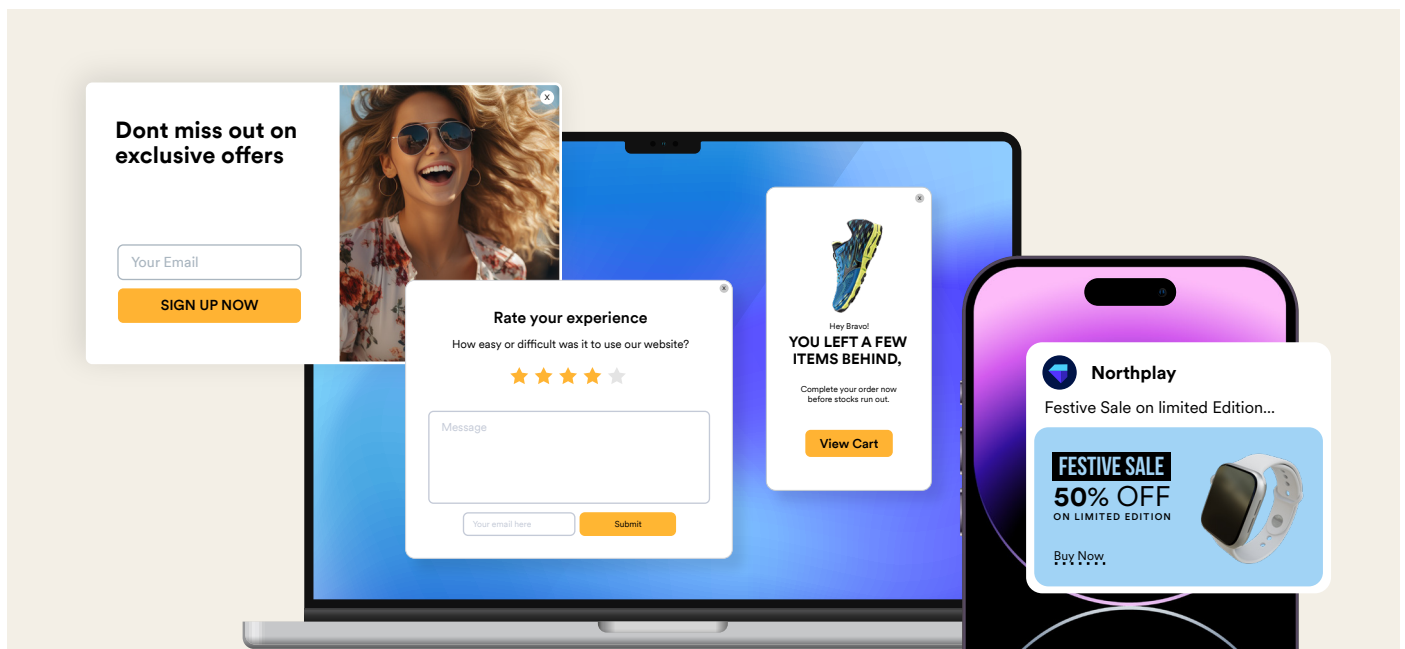 Dont miss out on
exclusive offers
Your Email
SIGN UP NOW
X
Rate your experience
How easy or difficult was it to use our website?
Message
Your email here
Submit
X
Hey Bravo!
YOU LEFT A FEW
ITEMS BEHIND,
Complete your order now
before stocks run out.
View Cart
X
Northplay
Festive Sale on limited Edition...
FESTIVE SALE
50% OFF
ON LIMITED EDITION
Buy Now